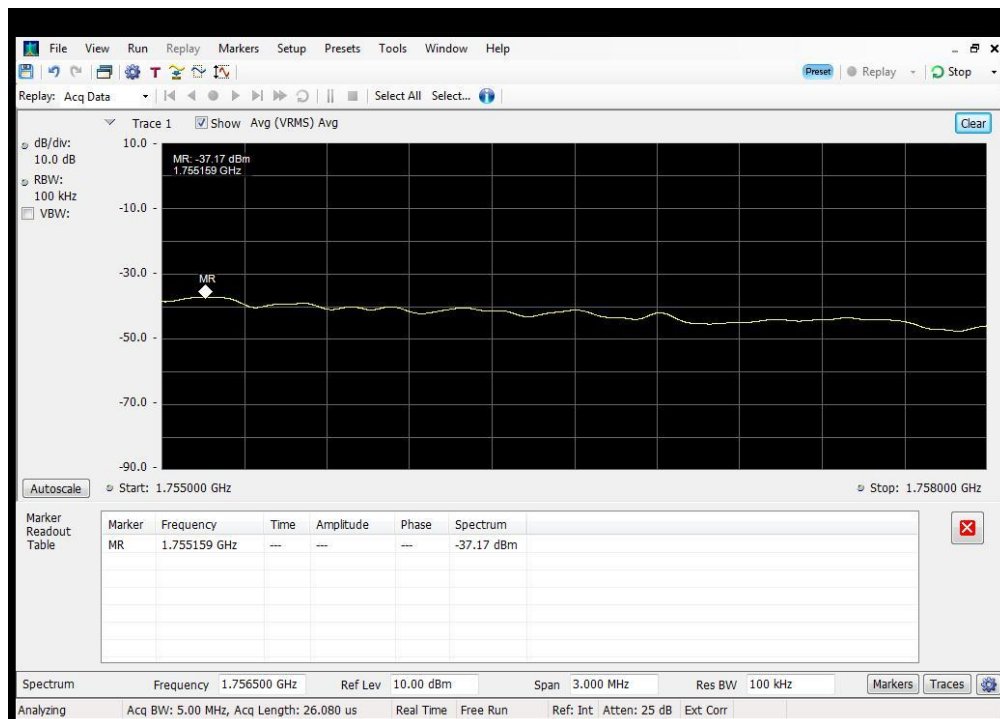 File View Run Replay Markers Setup Presets Tools Window Help
Preset Replay Stop
Replay: Acq Data Select All Select...
Trace 1 Show Avg (VRMS) Avg Clear
dB/div:
10.0 dB
RBW:
100 kHz
VBW:
10.0
MR: -37.17 dBm
1.755159 GHz
-10.0
-30.0
MR
-50.0
-70.0
-90.0
Autoscale Start: 1.755000 GHz Stop: 1.758000 GHz
Marker
Readout
Table
Marker Frequency Time Amplitude Phase Spectrum
MR 1.755159 GHz --- --- --- -37.17 dBm
Spectrum Frequency 1.756500 GHz Ref Lev 10.00 dBm Span 3.000 MHz Res BW 100 kHz Markers Traces
Analyzing Acq BW: 5.00 MHz, Acq Length: 26.080 us Real Time Free Run Ref: Int Atten: 25 dB Ext Corr